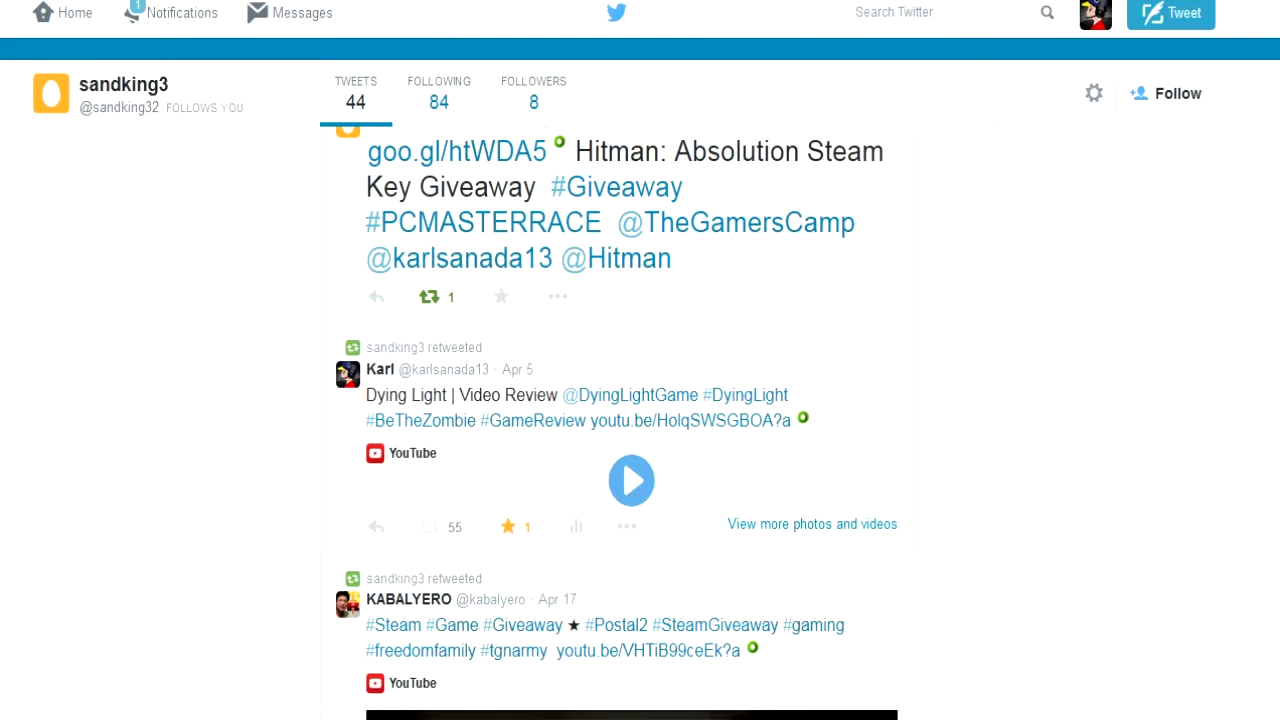 Home 1 Notifications Messages Search Twitter Tweet
sandking3
@sandking32 FOLLOWS YOU
TWEETS FOLLOWING FOLLOWERS
44 84 8
Follow
goo.gl/htWDA5 Hitman: Absolution Steam
Key Giveaway #Giveaway
#PCMASTERRACE @TheGamersCamp
@karlsanada13 @Hitman
1
sandking3 retweeted
Karl @karlsanada13 · Apr 5
Dying Light | Video Review @DyingLightGame #DyingLight
#BeTheZombie #GameReview youtu.be/HolqSWSGBOA?a
YouTube
55 1 View more photos and videos
sandking3 retweeted
KABALYERO @kabalyero · Apr 17
#Steam #Game #Giveaway ★ #Postal2 #SteamGiveaway #gaming
#freedomfamily #tgnarmy youtu.be/VHTiB99ceEk?a
YouTube